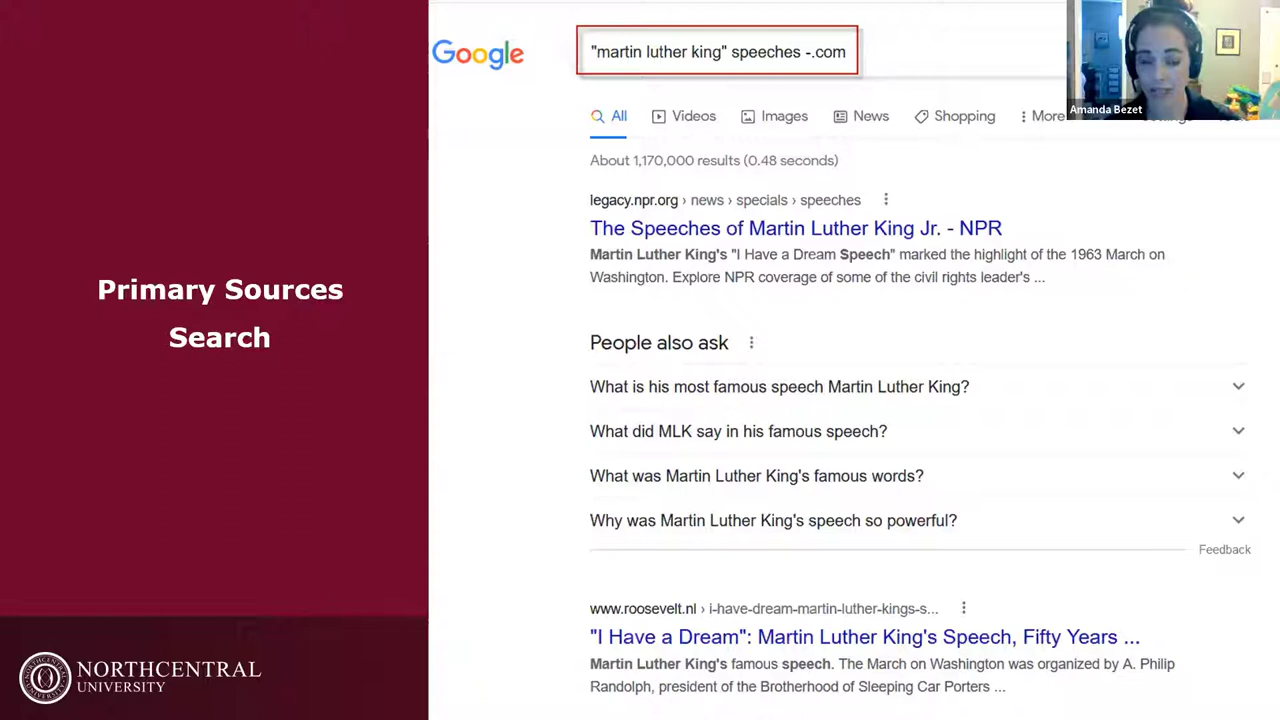 Primary Sources
Search
NORTHCENTRAL
UNIVERSITY
Google
"martin luther king" speeches -.com
Amanda Bezet
All
Videos
Images
News
Shopping
More
About 1,170,000 results (0.48 seconds)
legacy.npr.org › news › specials › speeches
The Speeches of Martin Luther King Jr. - NPR
Martin Luther King's "I Have a Dream Speech" marked the highlight of the 1963 March on
Washington. Explore NPR coverage of some of the civil rights leader's ...
People also ask
What is his most famous speech Martin Luther King?
What did MLK say in his famous speech?
What was Martin Luther King's famous words?
Why was Martin Luther King's speech so powerful?
Feedback
www.roosevelt.nl › i-have-dream-martin-luther-kings-s...
"I Have a Dream": Martin Luther King's Speech, Fifty Years ...
Martin Luther King's famous speech. The March on Washington was organized by A. Philip
Randolph, president of the Brotherhood of Sleeping Car Porters ...